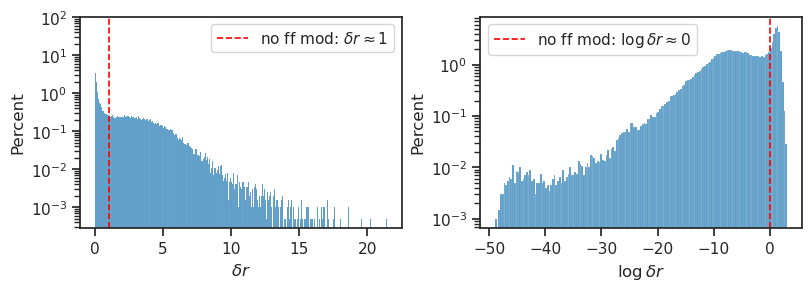 no ff mod: δr ≈ 1
Percent
10²
10¹
10⁰
10⁻¹
10⁻²
10⁻³
0 5 10 15 20
δr
no ff mod: log δr ≈ 0
Percent
10⁰
10⁻¹
10⁻²
10⁻³
−50 −40 −30 −20 −10 0
log δr